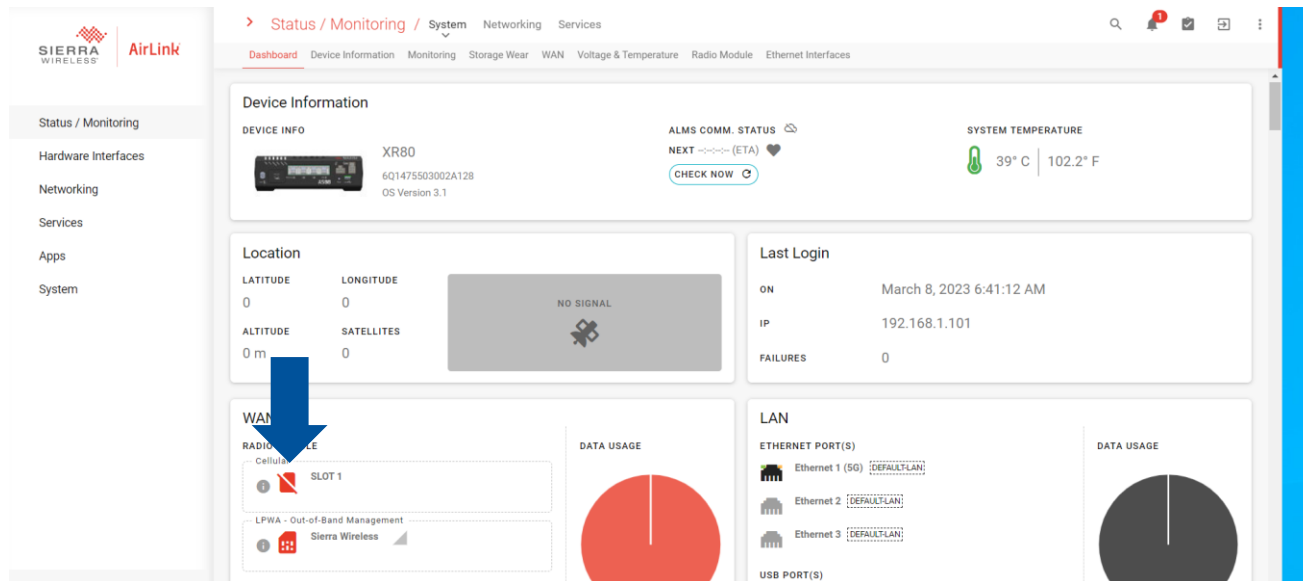 SIERRA
WIRELESS
AirLink
Status / Monitoring / System Networking Services
1
Dashboard Device Information Monitoring Storage Wear WAN Voltage & Temperature Radio Module Ethernet Interfaces
Status / Monitoring
Hardware Interfaces
Networking
Services
Apps
System
Device Information
DEVICE INFO
XR80
6Q1475503002A128
OS Version 3.1
ALMS COMM. STATUS
NEXT --:--:-- (ETA)
CHECK NOW
SYSTEM TEMPERATURE
39° C 102.2° F
Location
LATITUDE LONGITUDE
0 0
ALTITUDE SATELLITES
0 m 0
NO SIGNAL
Last Login
ON March 8, 2023 6:41:12 AM
IP 192.168.1.101
FAILURES 0
Cellular
SLOT 1
LPWA - Out-of-Band Management
Sierra Wireless
DATA USAGE
LAN
ETHERNET PORT(S)
Ethernet 1 (5G) DEFAULT-LAN
Ethernet 2 DEFAULT-LAN
Ethernet 3 DEFAULT-LAN
USB PORT(S)
DATA USAGE